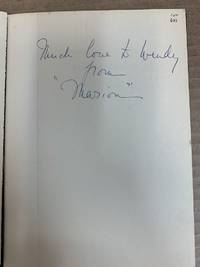 Much love to Wendy
from
"Marion"